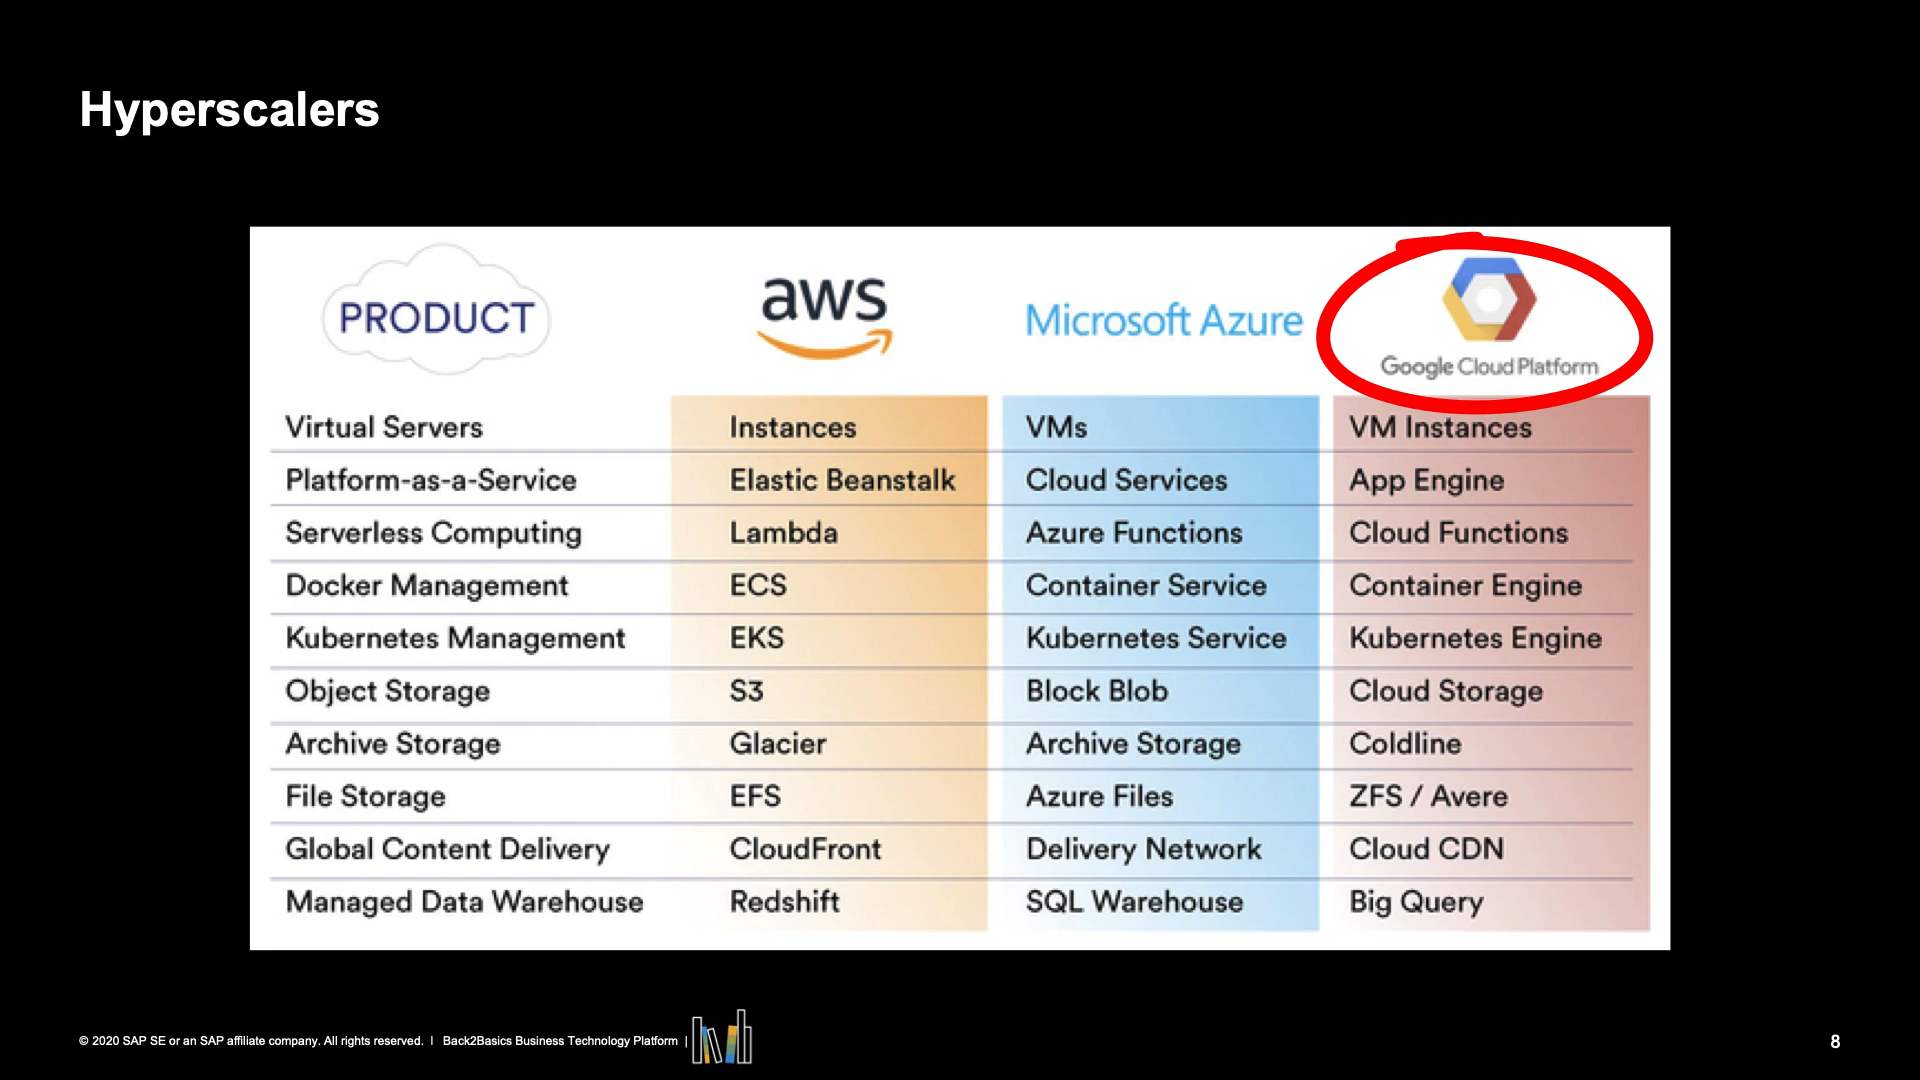 Hyperscalers
PRODUCT
aws
Microsoft Azure
Google Cloud Platform
Virtual Servers Instances VMs VM Instances
Platform-as-a-Service Elastic Beanstalk Cloud Services App Engine
Serverless Computing Lambda Azure Functions Cloud Functions
Docker Management ECS Container Service Container Engine
Kubernetes Management EKS Kubernetes Service Kubernetes Engine
Object Storage S3 Block Blob Cloud Storage
Archive Storage Glacier Archive Storage Coldline
File Storage EFS Azure Files ZFS / Avere
Global Content Delivery CloudFront Delivery Network Cloud CDN
Managed Data Warehouse Redshift SQL Warehouse Big Query
© 2020 SAP SE or an SAP affiliate company. All rights reserved. | Back2Basics Business Technology Platform |
8